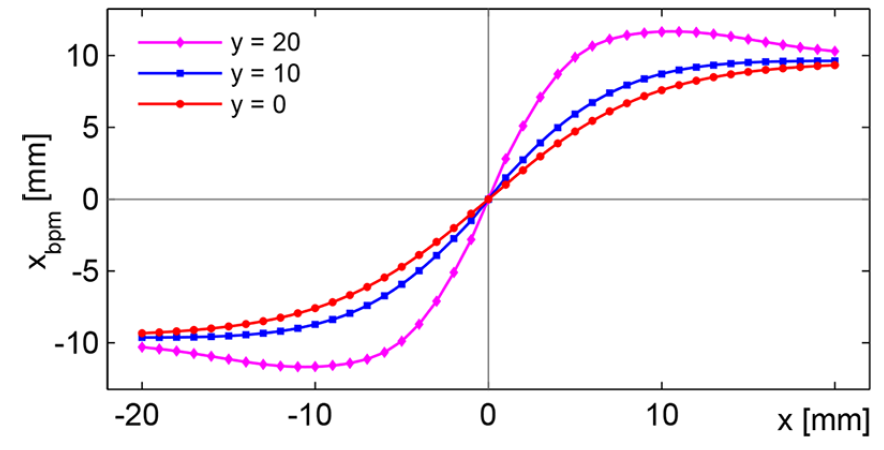 10
5
0
-5
-10
x_bpm [mm]
y = 20
y = 10
y = 0
-20 -10 0 10 x [mm]